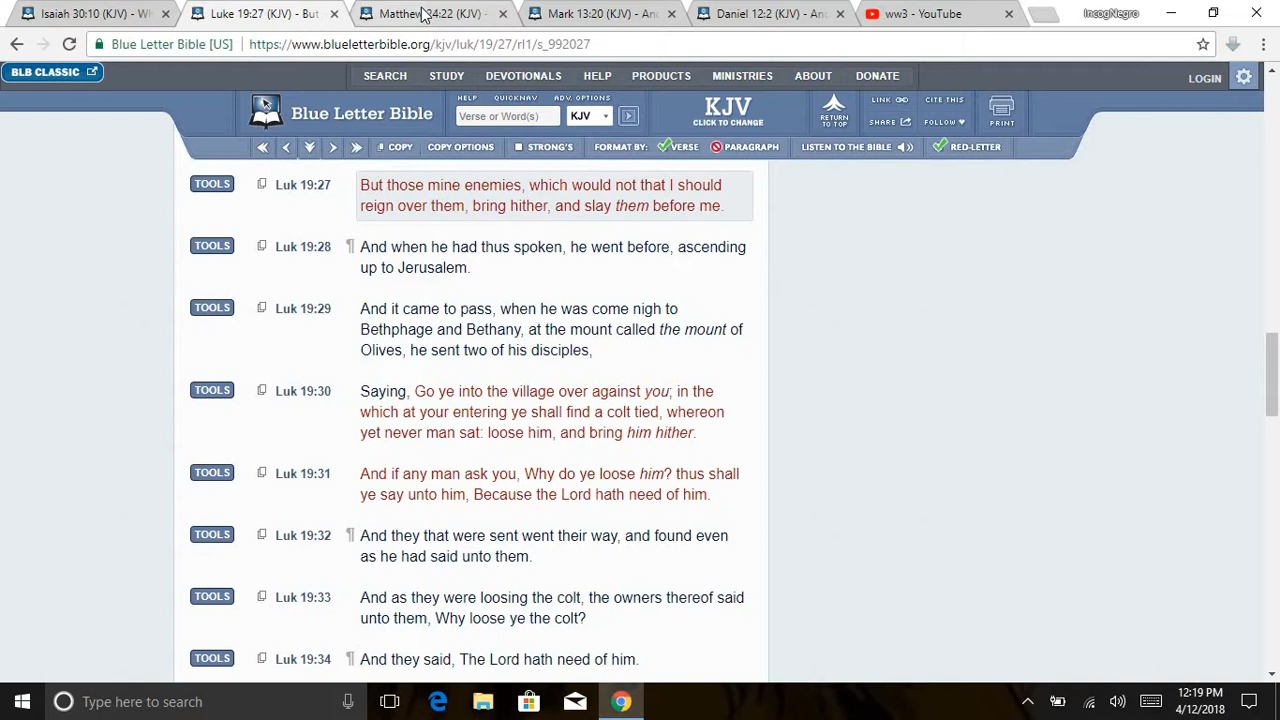 Isaiah 30:10 (KJV) - Wh
Luke 19:27 (KJV) - But
Matthew 24:22 (KJV) -
Mark 13:20 (KJV) - And
Daniel 12:2 (KJV) - And
ww3 - YouTube
IncogNegro
Blue Letter Bible [US]
https://www.blueletterbible.org/kjv/luk/19/27/rl1/s_992027
BLB CLASSIC
SEARCH STUDY DEVOTIONALS HELP PRODUCTS MINISTRIES ABOUT DONATE
LOGIN
Blue Letter Bible
HELP QUICKNAV ADV. OPTIONS
Verse or Word(s) KJV
KJV
CLICK TO CHANGE
RETURN
TO TOP
LINK CITE THIS
SHARE FOLLOW
PRINT
COPY COPY OPTIONS STRONG'S FORMAT BY: VERSE PARAGRAPH LISTEN TO THE BIBLE RED-LETTER
TOOLS Luk 19:27 But those mine enemies, which would not that I should
reign over them, bring hither, and slay them before me.
TOOLS Luk 19:28 ¶ And when he had thus spoken, he went before, ascending
up to Jerusalem.
TOOLS Luk 19:29 And it came to pass, when he was come nigh to
Bethphage and Bethany, at the mount called the mount of
Olives, he sent two of his disciples,
TOOLS Luk 19:30 Saying, Go ye into the village over against you; in the
which at your entering ye shall find a colt tied, whereon
yet never man sat: loose him, and bring him hither.
TOOLS Luk 19:31 And if any man ask you, Why do ye loose him? thus shall
ye say unto him, Because the Lord hath need of him.
TOOLS Luk 19:32 ¶ And they that were sent went their way, and found even
as he had said unto them.
TOOLS Luk 19:33 And as they were loosing the colt, the owners thereof said
unto them, Why loose ye the colt?
TOOLS Luk 19:34 ¶ And they said, The Lord hath need of him.
Type here to search
12:19 PM
4/12/2018